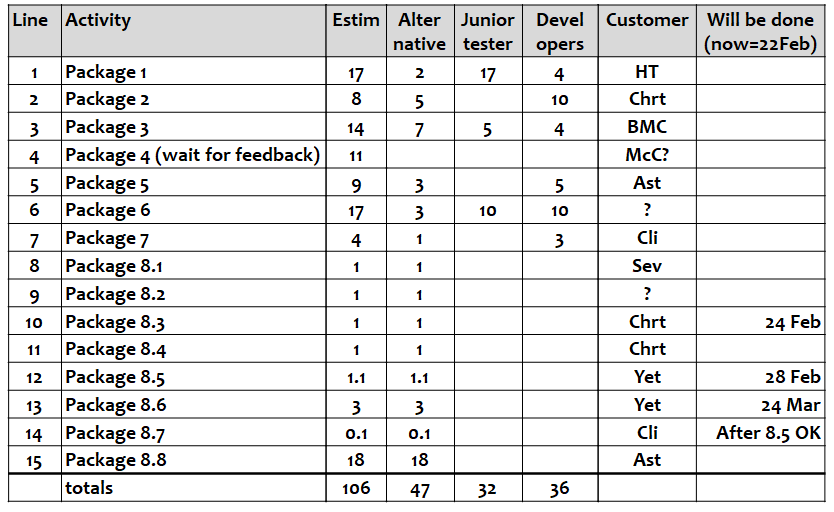 Line Activity Estim Alter native Junior tester Devel opers Customer Will be done (now=22Feb)
1 Package 1 17 2 17 4 HT
2 Package 2 8 5 10 Chrt
3 Package 3 14 7 5 4 BMC
4 Package 4 (wait for feedback) 11 McC?
5 Package 5 9 3 5 Ast
6 Package 6 17 3 10 10 ?
7 Package 7 4 1 3 Cli
8 Package 8.1 1 1 Sev
9 Package 8.2 1 1 ?
10 Package 8.3 1 1 Chrt 24 Feb
11 Package 8.4 1 1 Chrt
12 Package 8.5 1.1 1.1 Yet 28 Feb
13 Package 8.6 3 3 Yet 24 Mar
14 Package 8.7 0.1 0.1 Cli After 8.5 OK
15 Package 8.8 18 18 Ast
totals 106 47 32 36